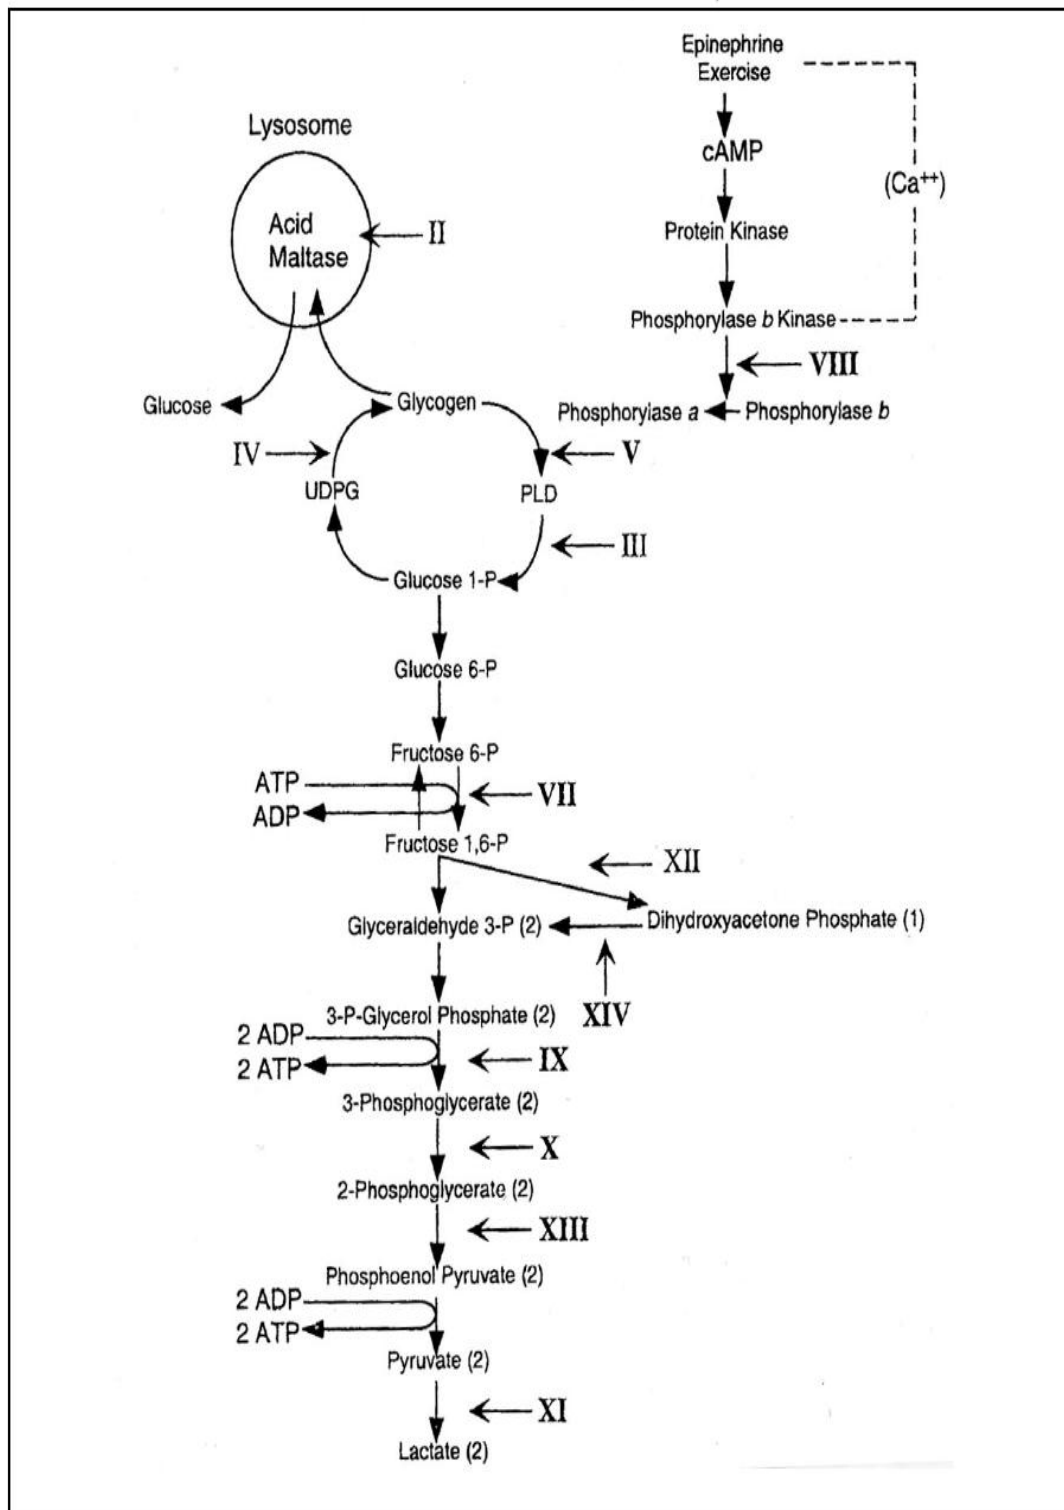 Epinephrine
Exercise
Lysosome
cAMP
(Ca++)
Acid
Maltase
II
Protein Kinase
Phosphorylase b Kinase
VIII
Glucose
Glycogen
Phosphorylase a
Phosphorylase b
IV
V
UDPG
PLD
III
Glucose 1-P
Glucose 6-P
Fructose 6-P
ATP
ADP
VII
Fructose 1,6-P
XII
Glyceraldehyde 3-P (2)
Dihydroxyacetone Phosphate (1)
XIV
3-P-Glycerol Phosphate (2)
2 ADP
2 ATP
IX
3-Phosphoglycerate (2)
X
2-Phosphoglycerate (2)
XIII
Phosphoenol Pyruvate (2)
2 ADP
2 ATP
Pyruvate (2)
XI
Lactate (2)